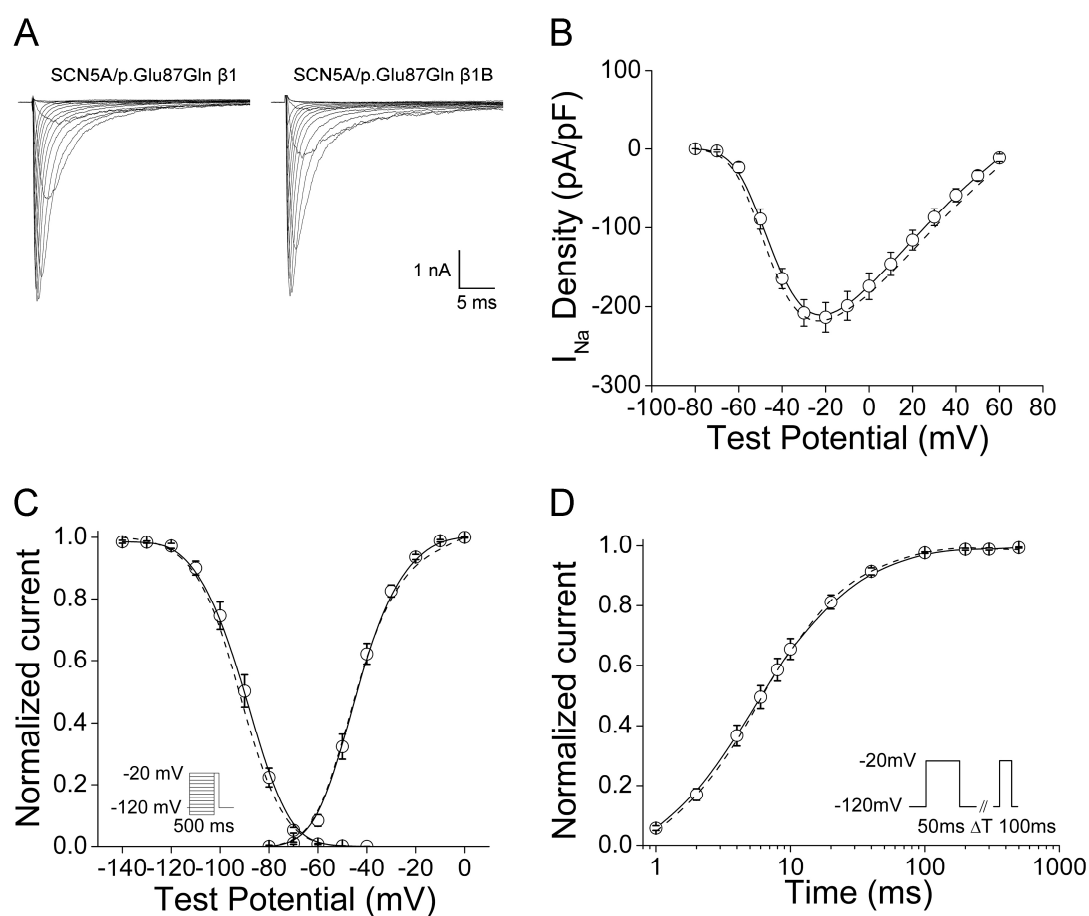 A
SCN5A/p.Glu87Gln β1
SCN5A/p.Glu87Gln β1B
1 nA
5 ms
B
100
0
-100
-200
-300
I_Na Density (pA/pF)
-100 -80 -60 -40 -20 0 20 40 60 80
Test Potential (mV)
C
1.0
0.8
0.6
0.4
0.2
0.0
Normalized current
-20 mV
-120 mV
500 ms
-140 -120 -100 -80 -60 -40 -20 0
Test Potential (mV)
D
1.0
0.8
0.6
0.4
0.2
0.0
Normalized current
-20mV
-120mV
50ms ΔT 100ms
1 10 100 1000
Time (ms)